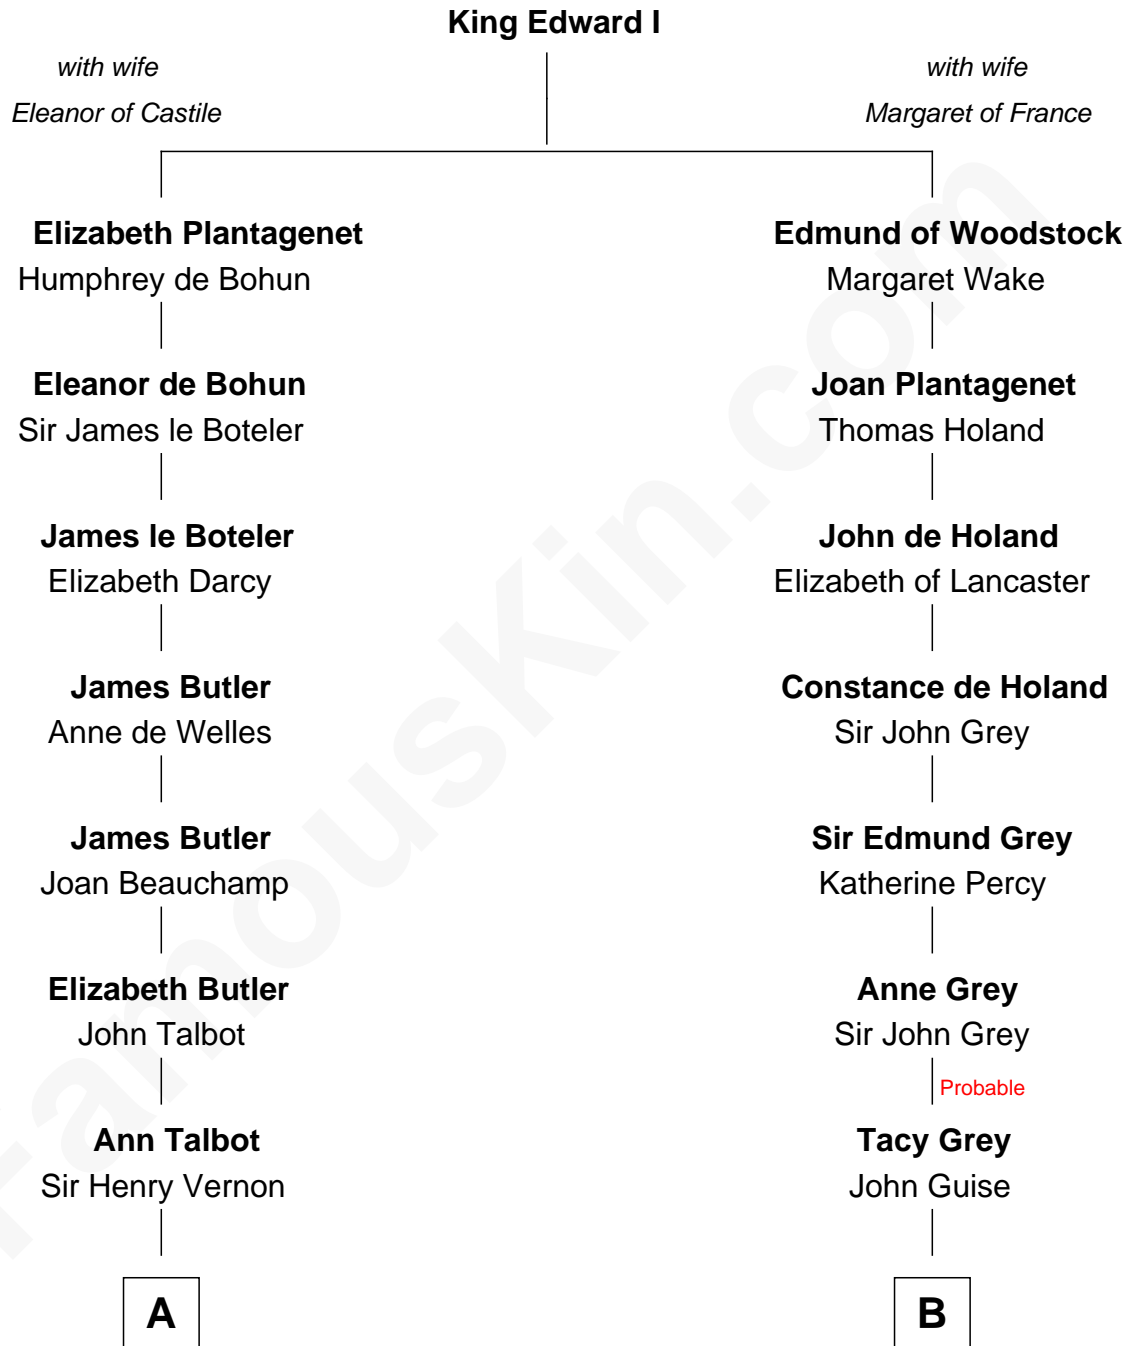 King Edward I
with wife
Eleanor of Castile
with wife
Margaret of France
Elizabeth Plantagenet
Humphrey de Bohun
Edmund of Woodstock
Margaret Wake
Eleanor de Bohun
Sir James le Boteler
Joan Plantagenet
Thomas Holand
James le Boteler
Elizabeth Darcy
John de Holand
Elizabeth of Lancaster
James Butler
Anne de Welles
Constance de Holand
Sir John Grey
James Butler
Joan Beauchamp
Sir Edmund Grey
Katherine Percy
Elizabeth Butler
John Talbot
Anne Grey
Sir John Grey
Probable
Ann Talbot
Sir Henry Vernon
Tacy Grey
John Guise
A
B
FamousKin.com